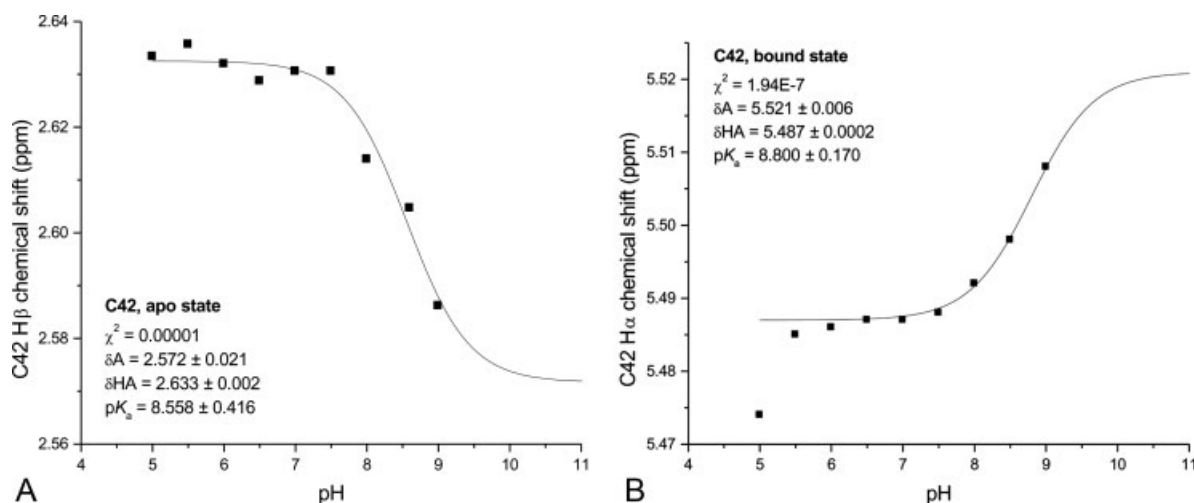 2.64
2.62
2.60
2.58
2.56
C42 Hβ chemical shift (ppm)
C42, apo state
χ² = 0.00001
δA = 2.572 ± 0.021
δHA = 2.633 ± 0.002
pKₐ = 8.558 ± 0.416
4 5 6 7 8 9 10 11
pH
A
5.52
5.51
5.50
5.49
5.48
5.47
C42 Hα chemical shift (ppm)
C42, bound state
χ² = 1.94E-7
δA = 5.521 ± 0.006
δHA = 5.487 ± 0.0002
pKₐ = 8.800 ± 0.170
4 5 6 7 8 9 10 11
pH
B